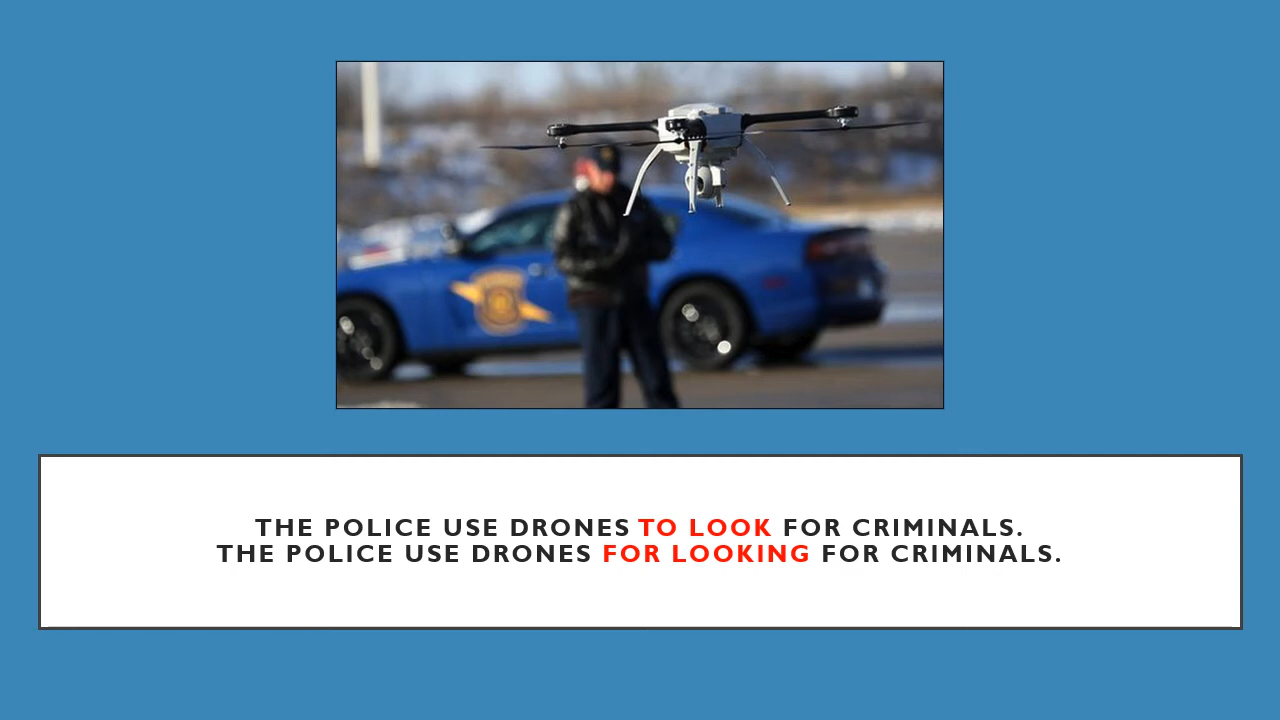 THE POLICE USE DRONES TO LOOK FOR CRIMINALS.
THE POLICE USE DRONES FOR LOOKING FOR CRIMINALS.